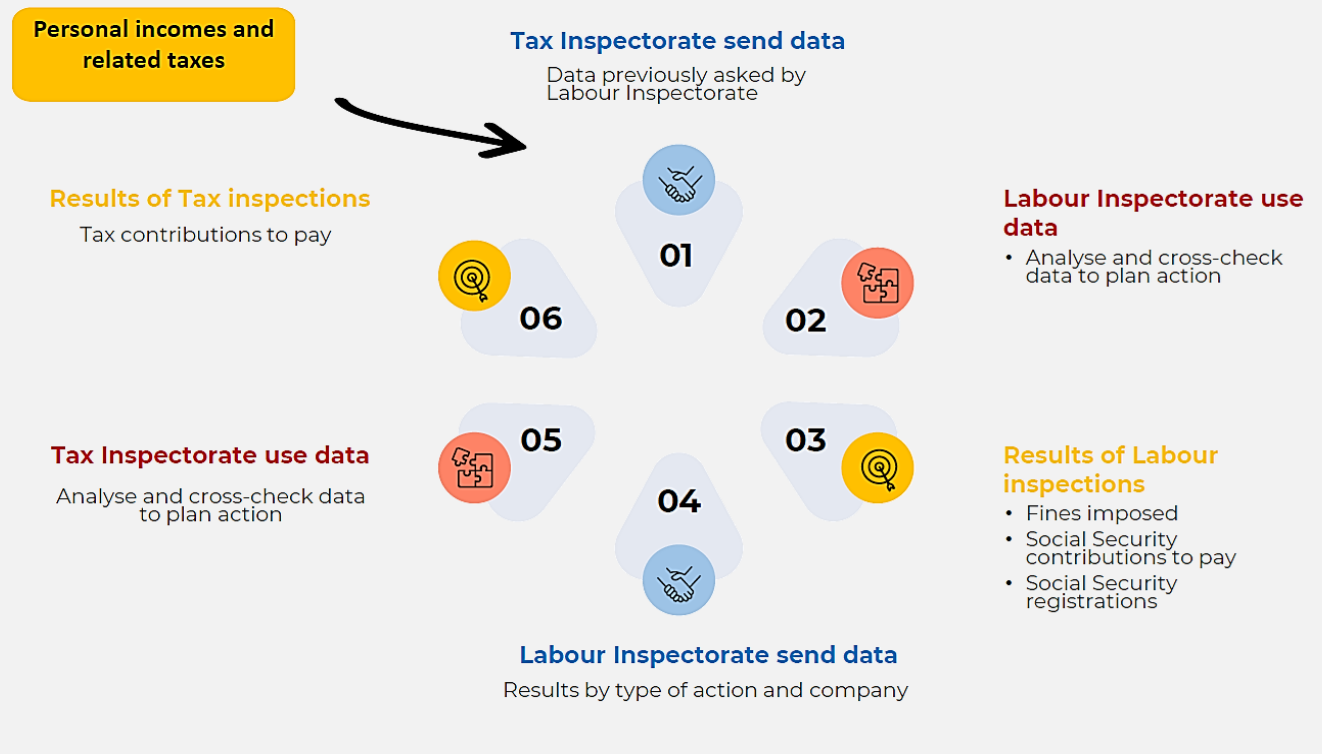 Personal incomes and
related taxes
Tax Inspectorate send data
Data previously asked by
Labour Inspectorate
01
Labour Inspectorate use
data
• Analyse and cross-check
data to plan action
02
Results of Labour
inspections
• Fines imposed
• Social Security
contributions to pay
• Social Security
registrations
03
04
Labour Inspectorate send data
Results by type of action and company
Tax Inspectorate use data
Analyse and cross-check data
to plan action
05
Results of Tax inspections
Tax contributions to pay
06